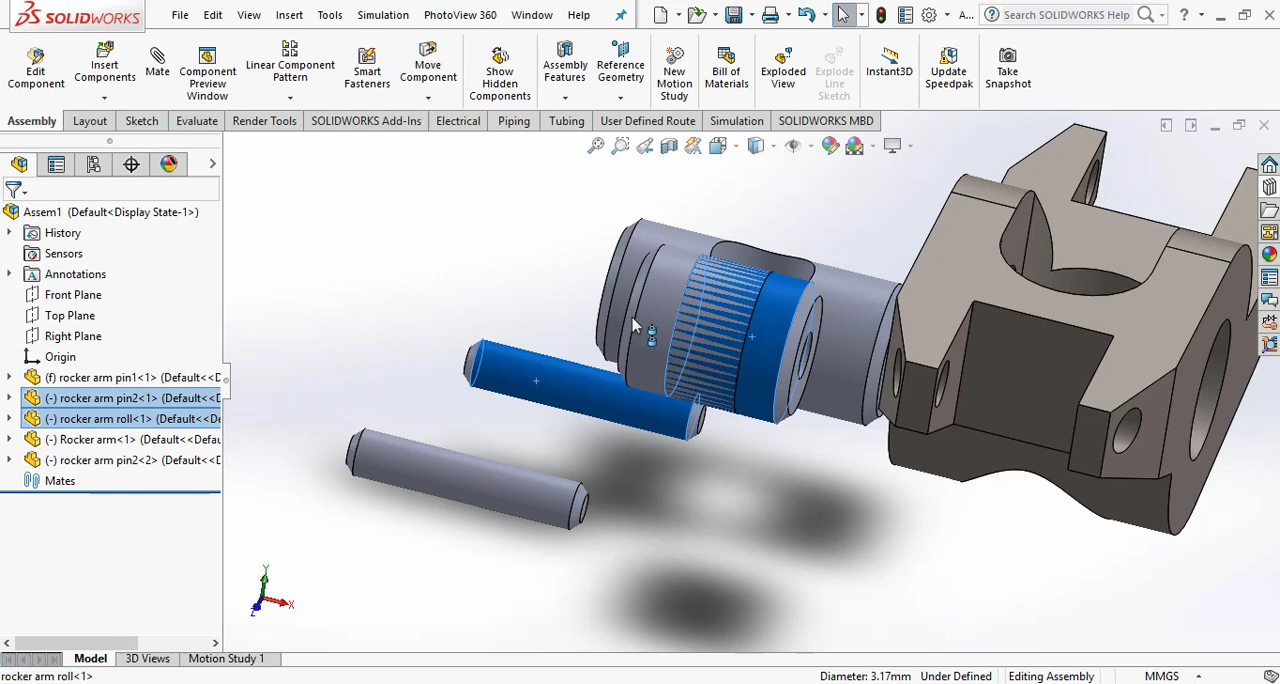 SOLIDWORKS File Edit View Insert Tools Simulation PhotoView 360 Window Help A... Search SOLIDWORKS Help ?
Edit Component
Insert Components
Mate
Component Preview Window
Linear Component Pattern
Smart Fasteners
Move Component
Show Hidden Components
Assembly Features
Reference Geometry
New Motion Study
Bill of Materials
Exploded View
Explode Line Sketch
Instant3D
Update Speedpak
Take Snapshot
Assembly Layout Sketch Evaluate Render Tools SOLIDWORKS Add-Ins Electrical Piping Tubing User Defined Route Simulation SOLIDWORKS MBD
Assem1 (Default<Display State-1>)
History
Sensors
Annotations
Front Plane
Top Plane
Right Plane
Origin
(f) rocker arm pin1<1> (Default<<D
(-) rocker arm pin2<1> (Default<<D
(-) rocker arm roll<1> (Default<<De
(-) Rocker arm<1> (Default<<Defau
(-) rocker arm pin2<2> (Default<<D
Mates
Y
X
Z
Model 3D Views Motion Study 1
rocker arm roll<1> Diameter: 3.17mm Under Defined Editing Assembly MMGS